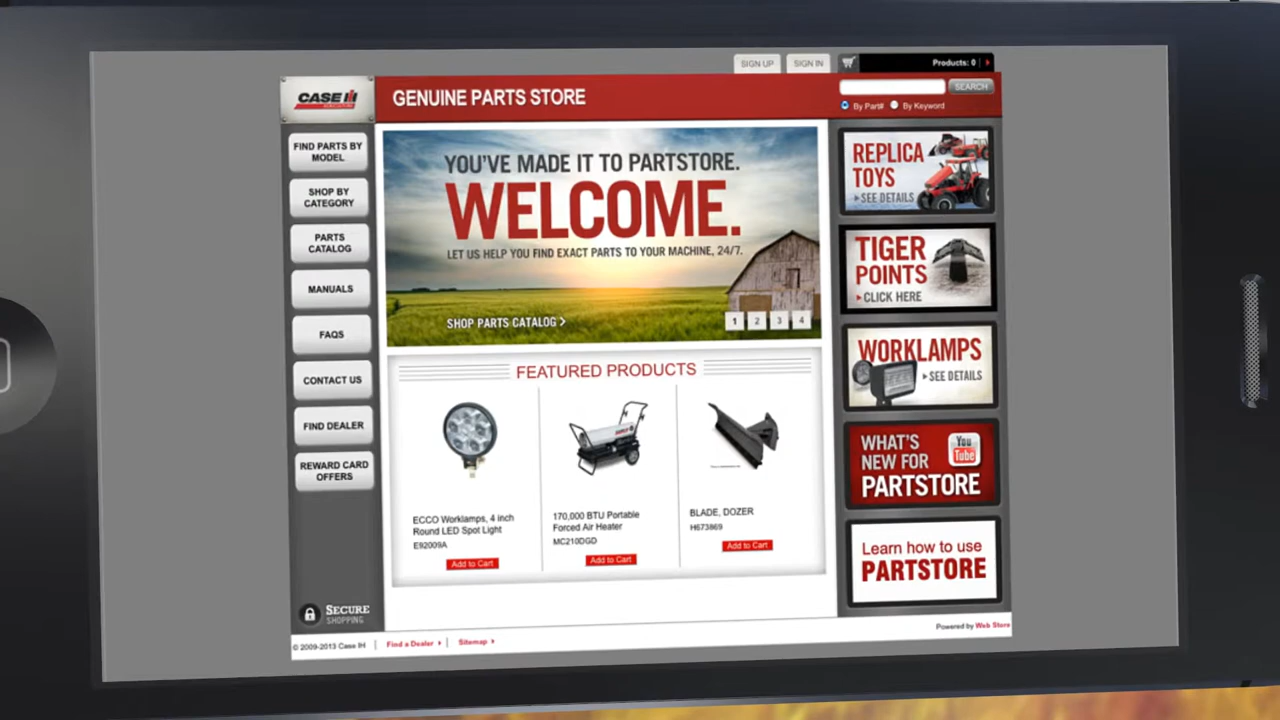 SIGN UP
SIGN IN
Products: 0
CASE IH
GENUINE PARTS STORE
SEARCH
By Part#
By Keyword
FIND PARTS BY
MODEL
SHOP BY
CATEGORY
PARTS
CATALOG
MANUALS
FAQS
CONTACT US
FIND DEALER
REWARD CARD
OFFERS
SECURE
SHOPPING
YOU'VE MADE IT TO PARTSTORE.
WELCOME.
LET US HELP YOU FIND EXACT PARTS TO YOUR MACHINE, 24/7.
SHOP PARTS CATALOG >
1 2 3 4
FEATURED PRODUCTS
ECCO Worklamps, 4 inch
Round LED Spot Light
E92009A
Add to Cart
170,000 BTU Portable
Forced Air Heater
MC210DGD
Add to Cart
BLADE, DOZER
H673869
Add to Cart
REPLICA
TOYS
SEE DETAILS
TIGER
POINTS
CLICK HERE
WORKLAMPS
SEE DETAILS
WHAT'S
NEW FOR
PARTSTORE
You
Tube
Learn how to use
PARTSTORE
© 2009-2013 Case IH
Find a Dealer
Sitemap
Powered by Web Store